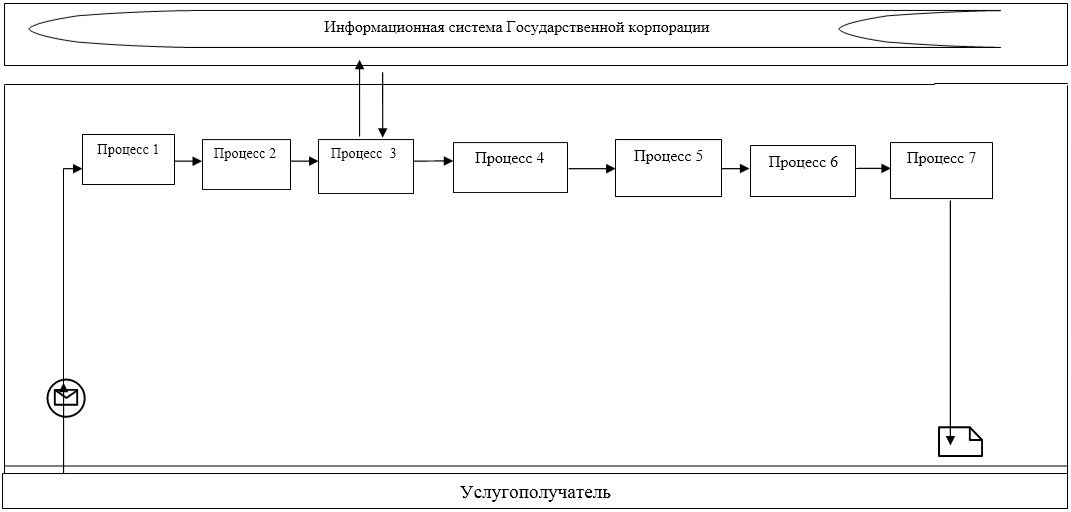 Информационная система Государственной корпорации
Процесс 1
Процесс 2
Процесс 3
Процесс 4
Процесс 5
Процесс 6
Процесс 7
Услугополучатель